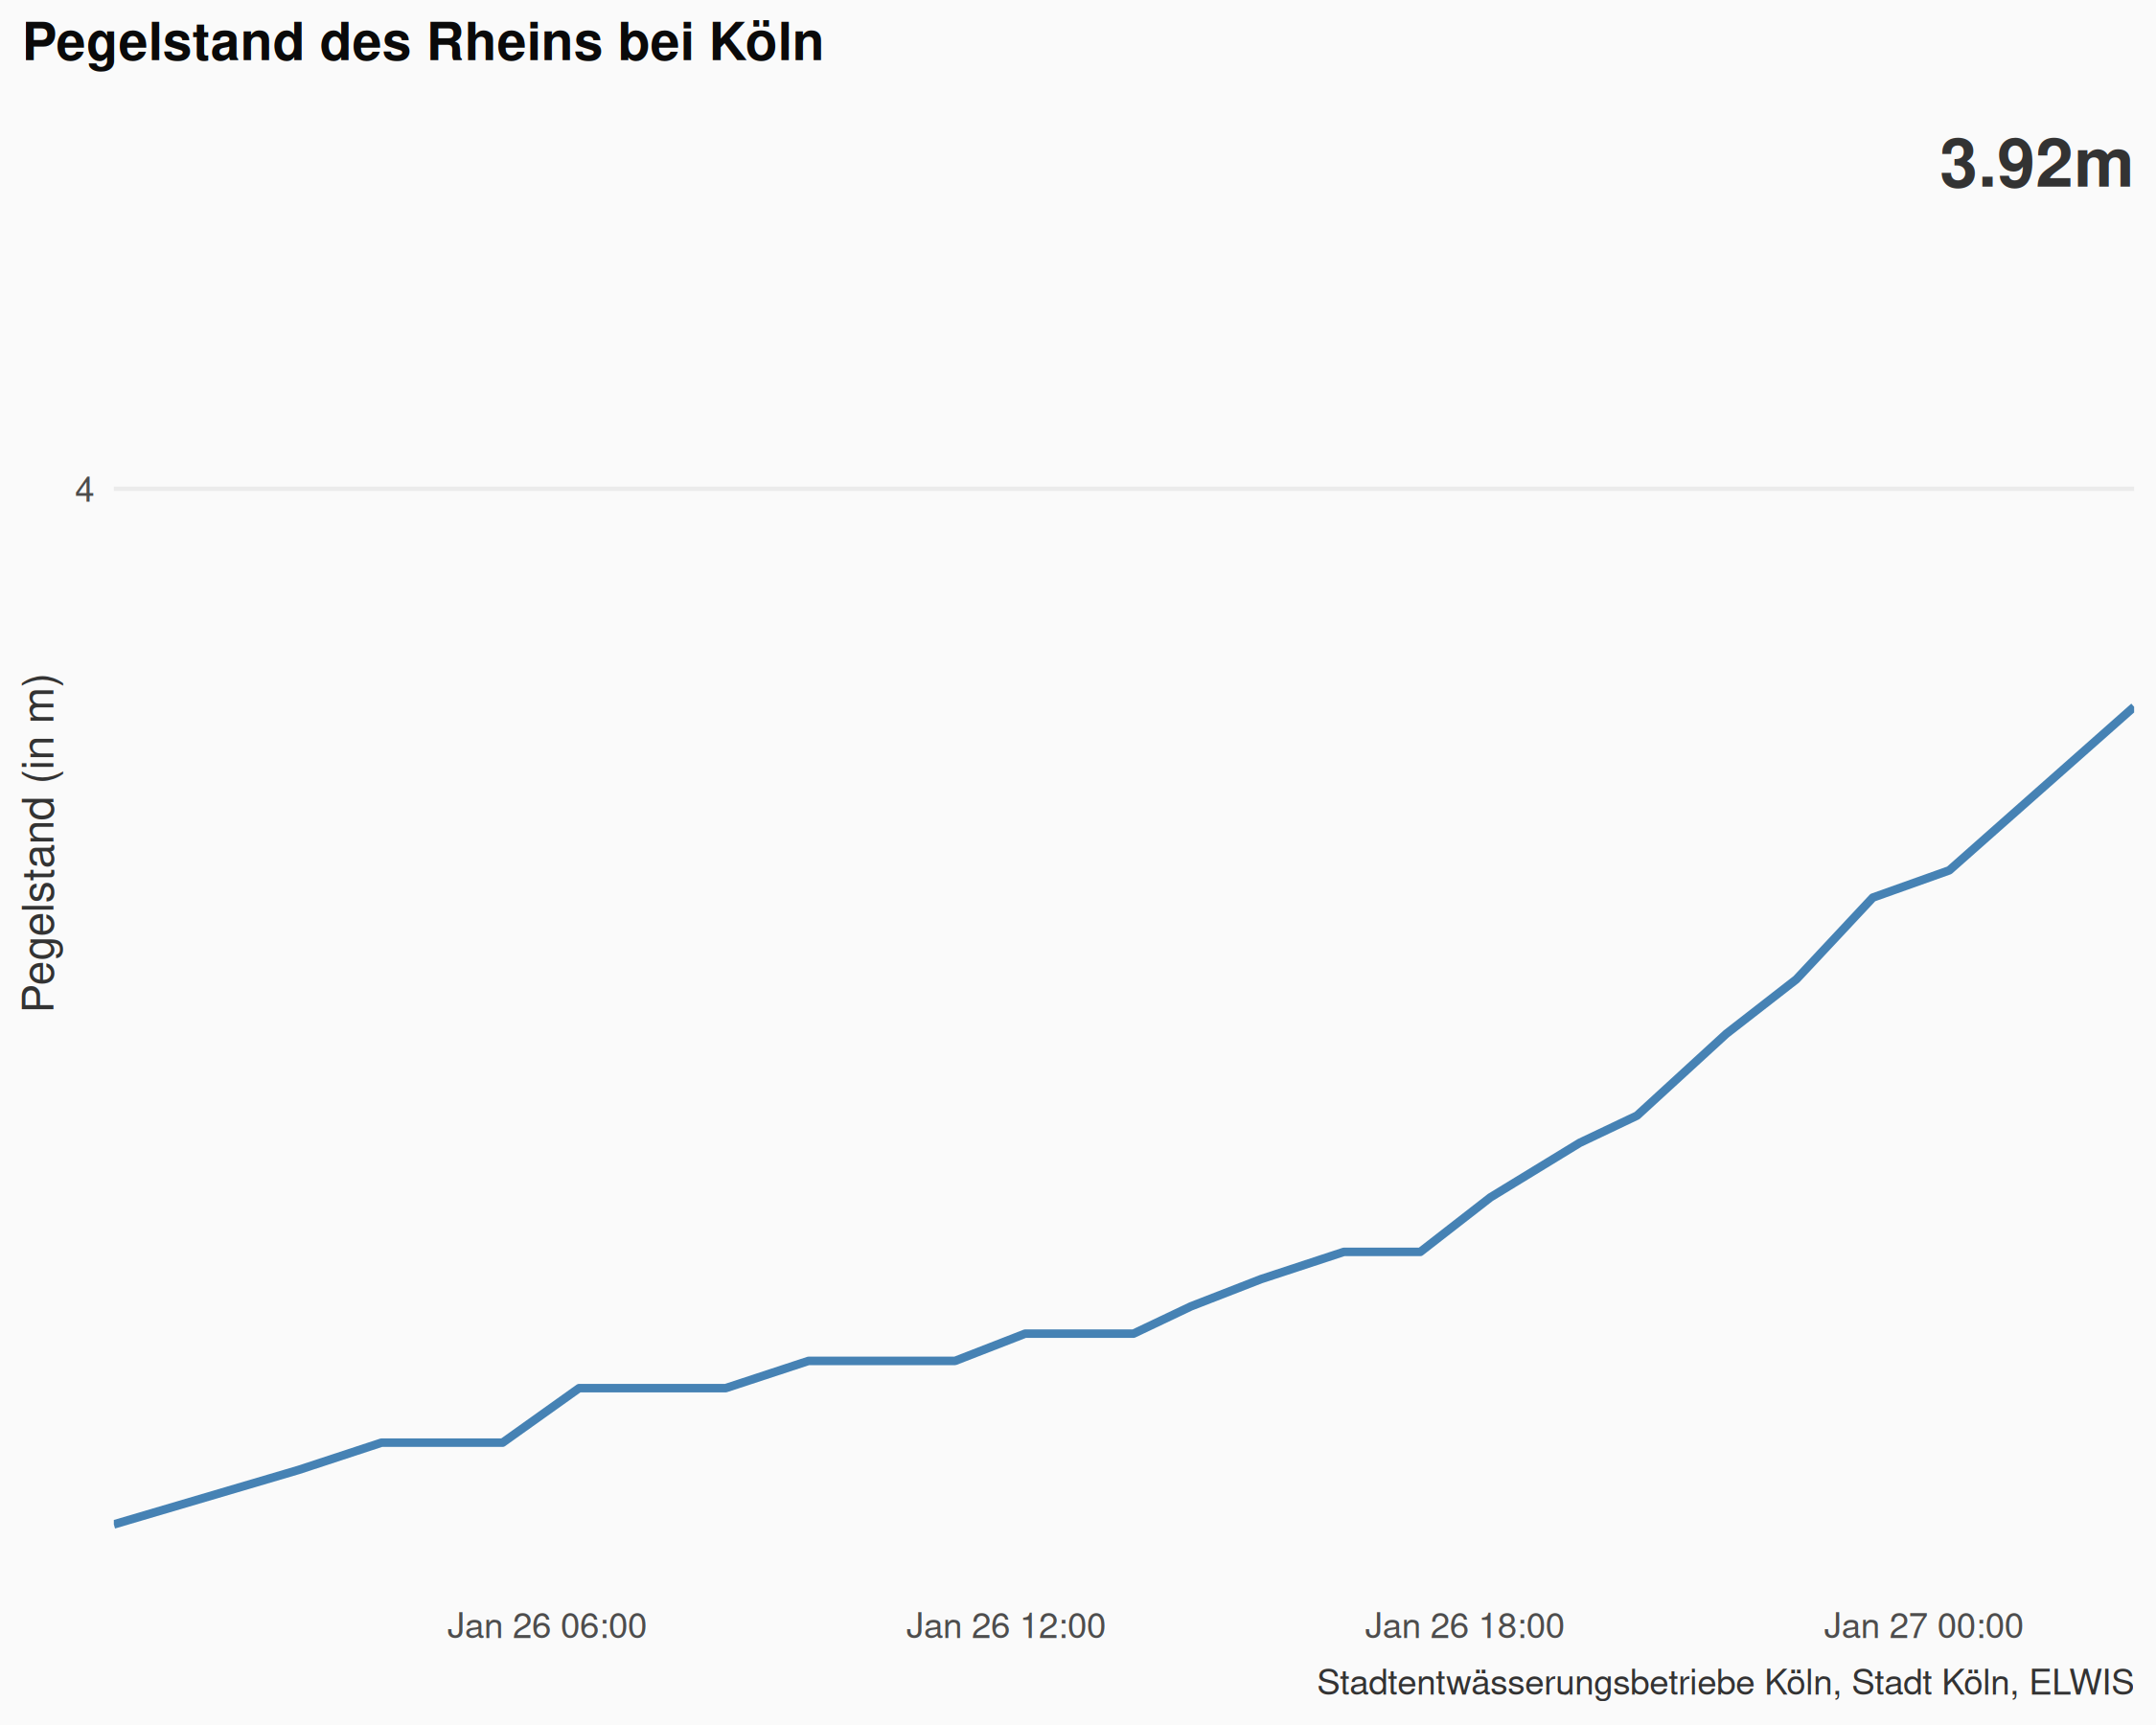 Pegelstand des Rheins bei Köln
3.92m
4
Pegelstand (in m)
Jan 26 06:00
Jan 26 12:00
Jan 26 18:00
Jan 27 00:00
Stadtentwässerungsbetriebe Köln, Stadt Köln, ELWIS